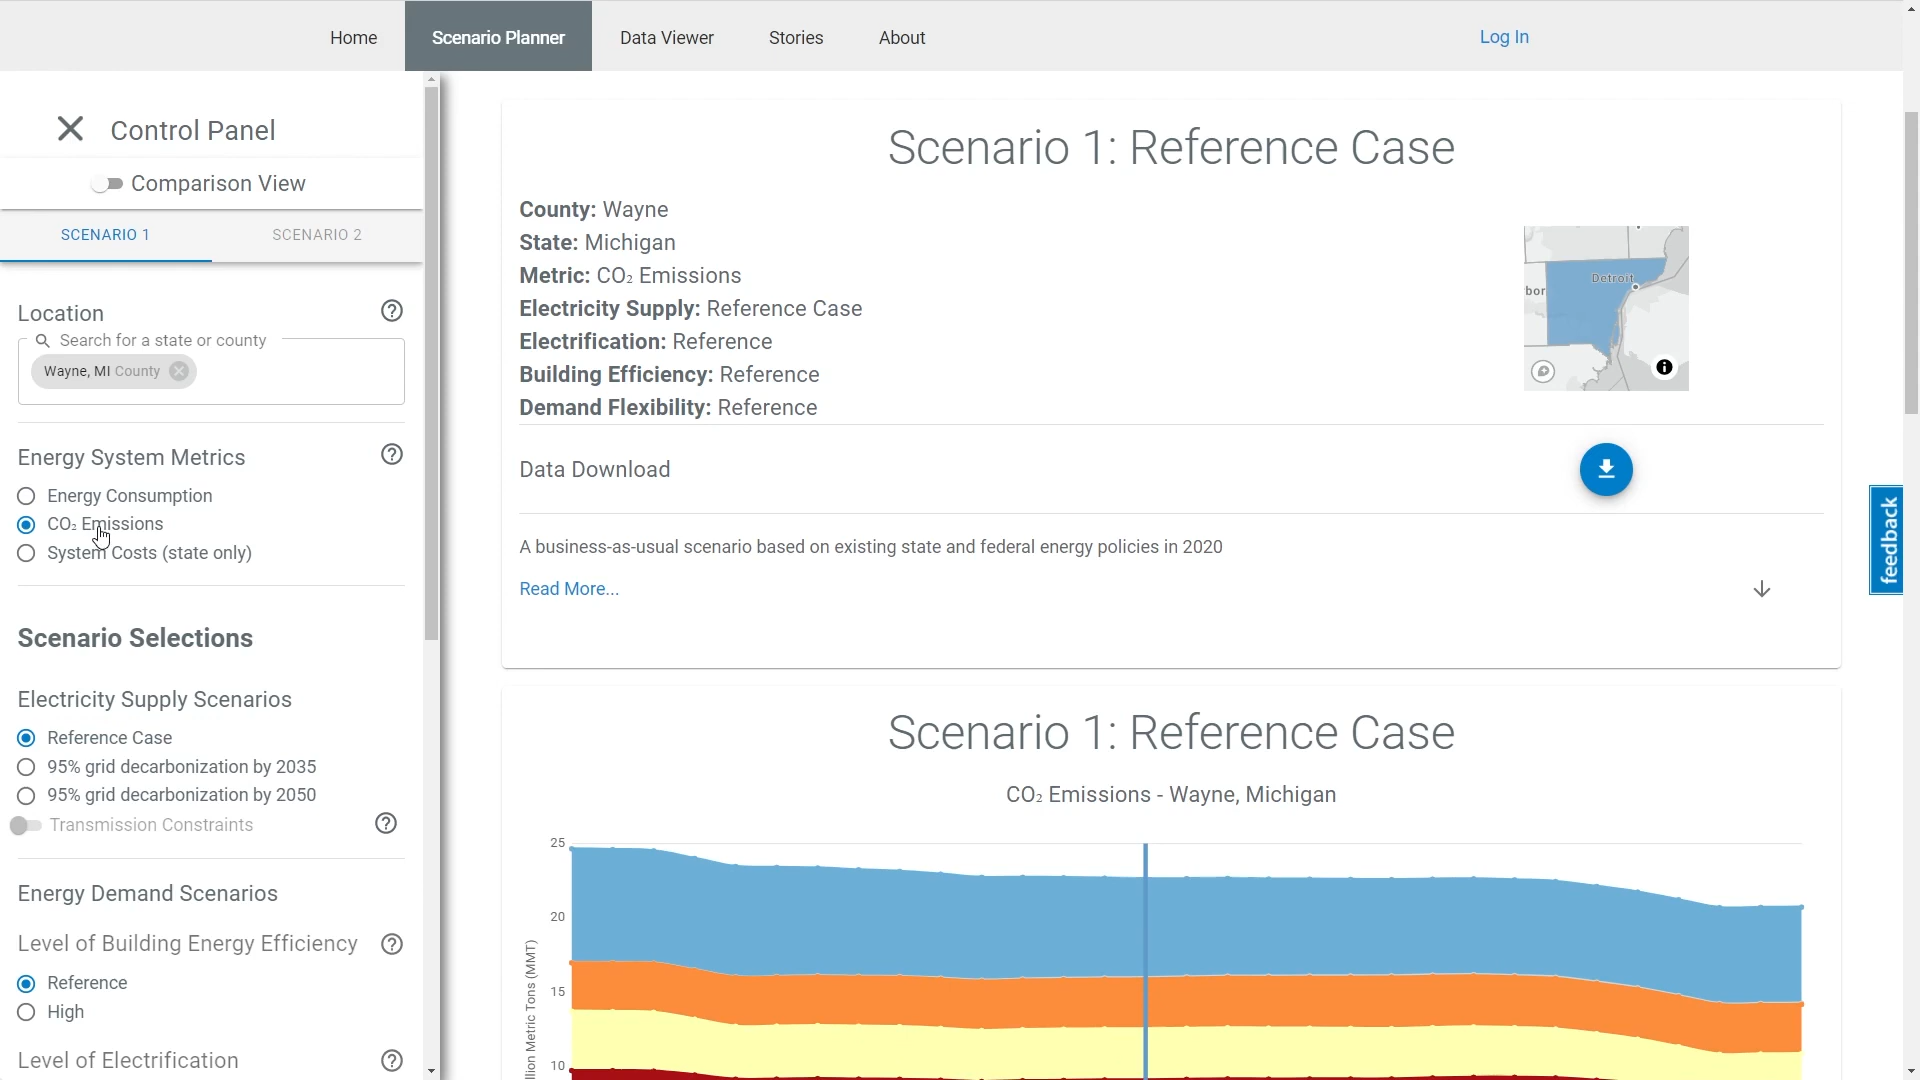 Home
Scenario Planner
Data Viewer
Stories
About
Log In
Control Panel
Comparison View
SCENARIO 1
SCENARIO 2
Location
Search for a state or county
Wayne, MI County
Energy System Metrics
Energy Consumption
CO₂ Emissions
System Costs (state only)
Scenario Selections
Electricity Supply Scenarios
Reference Case
95% grid decarbonization by 2035
95% grid decarbonization by 2050
Transmission Constraints
Energy Demand Scenarios
Level of Building Energy Efficiency
Reference
High
Level of Electrification
Scenario 1: Reference Case
County: Wayne
State: Michigan
Metric: CO₂ Emissions
Electricity Supply: Reference Case
Electrification: Reference
Building Efficiency: Reference
Demand Flexibility: Reference
Detroit
bor
Data Download
A business-as-usual scenario based on existing state and federal energy policies in 2020
Read More...
feedback
Scenario 1: Reference Case
CO₂ Emissions - Wayne, Michigan
25
20
15
10
llion Metric Tons (MMT)